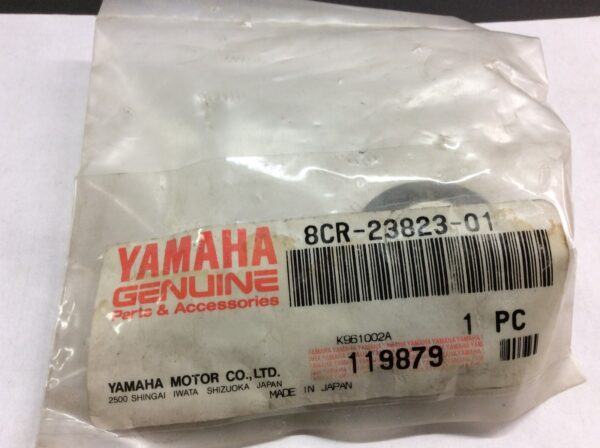 YAMAHA
GENUINE
Parts & Accessories
8CR-23823-01
1 PC
K961002A
119879
YAMAHA MOTOR CO., LTD.
2500 SHINGAI IWATA SHIZUOKA JAPAN
MADE IN JAPAN